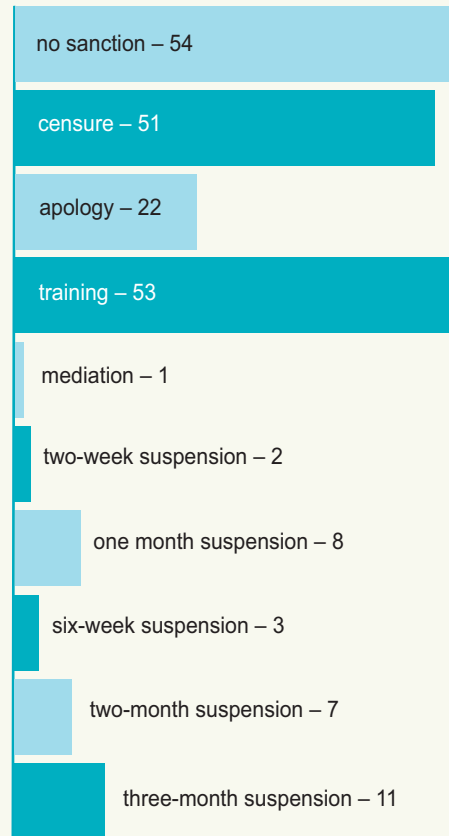 no sanction – 54
censure – 51
apology – 22
training – 53
mediation – 1
two-week suspension – 2
one month suspension – 8
six-week suspension – 3
two-month suspension – 7
three-month suspension – 11